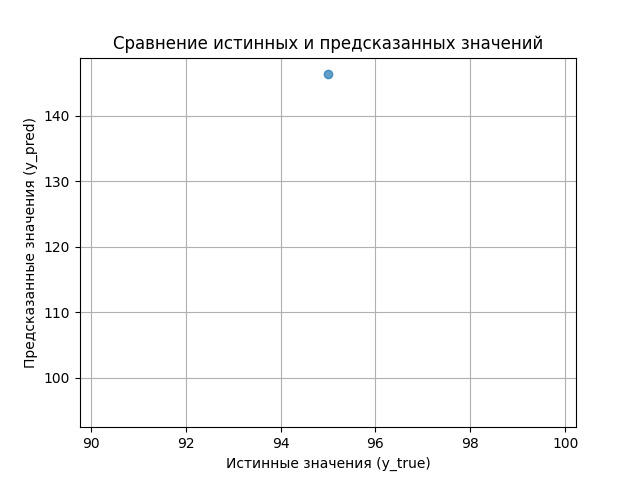 Сравнение истинных и предсказанных значений
Предсказанные значения (y_pred)
140
130
120
110
100
90 92 94 96 98 100
Истинные значения (y_true)